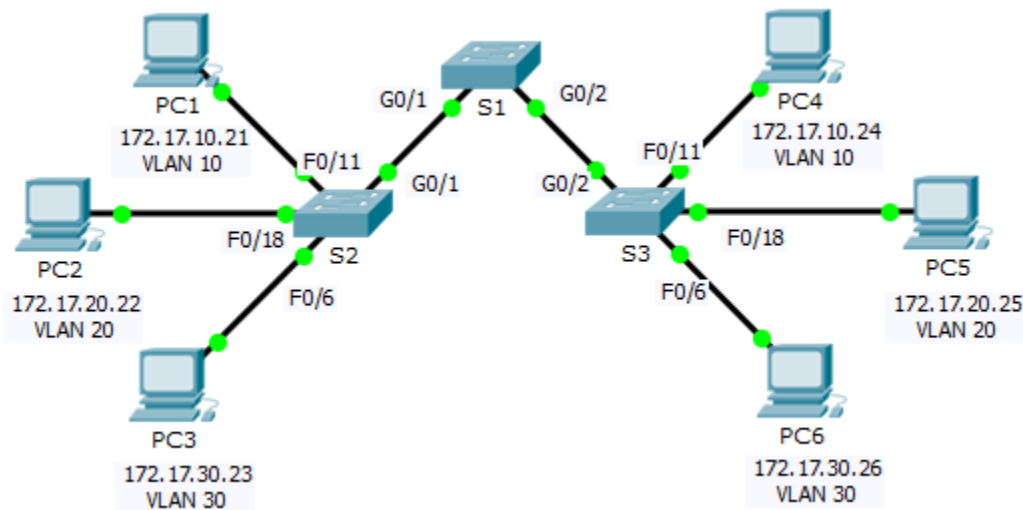 PC1
172.17.10.21
VLAN 10
F0/11
G0/1
S1
G0/2
PC4
172.17.10.24
VLAN 10
F0/11
G0/1
G0/2
PC2
172.17.20.22
VLAN 20
F0/18
S2
F0/6
S3
F0/18
F0/6
PC5
172.17.20.25
VLAN 20
PC3
172.17.30.23
VLAN 30
PC6
172.17.30.26
VLAN 30